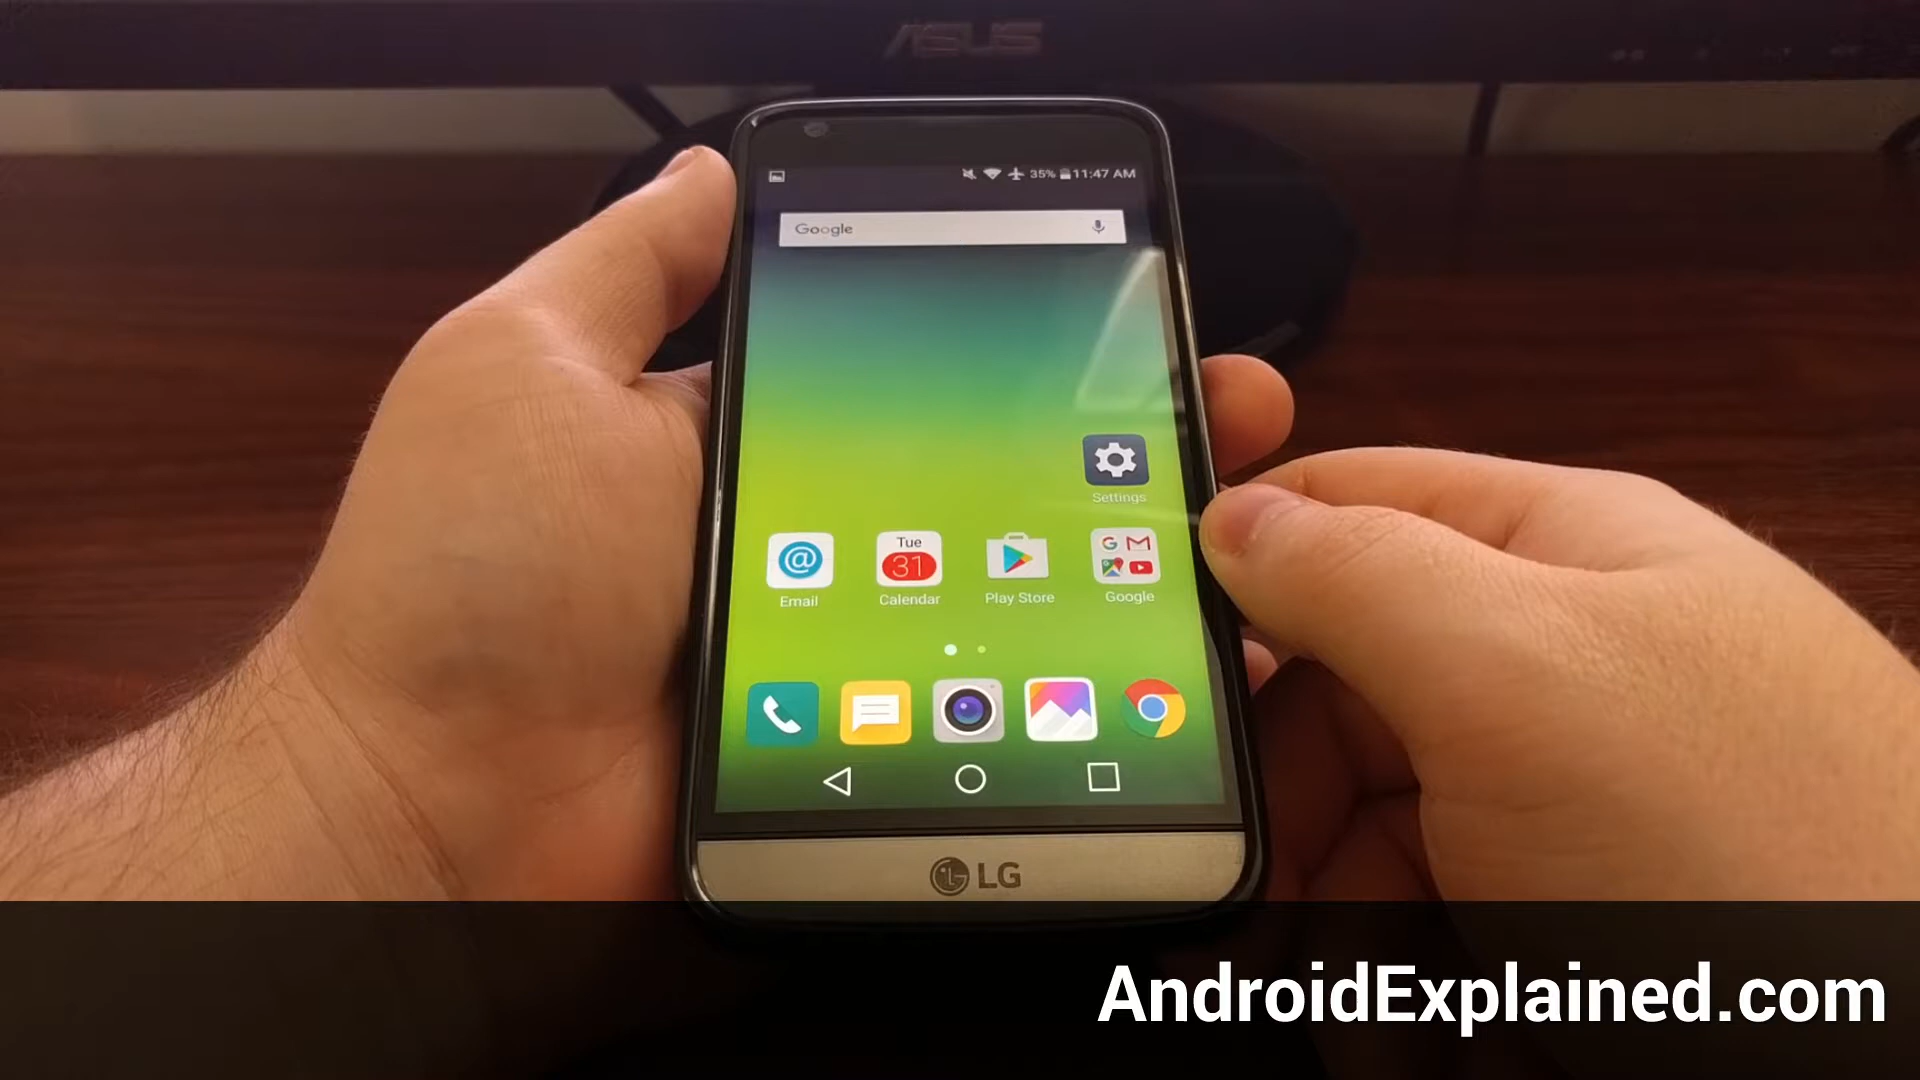 ASUS
35% 11:47 AM
Google
Settings
@
Tue
31
G
Email Calendar Play Store Google
LG
AndroidExplained.com